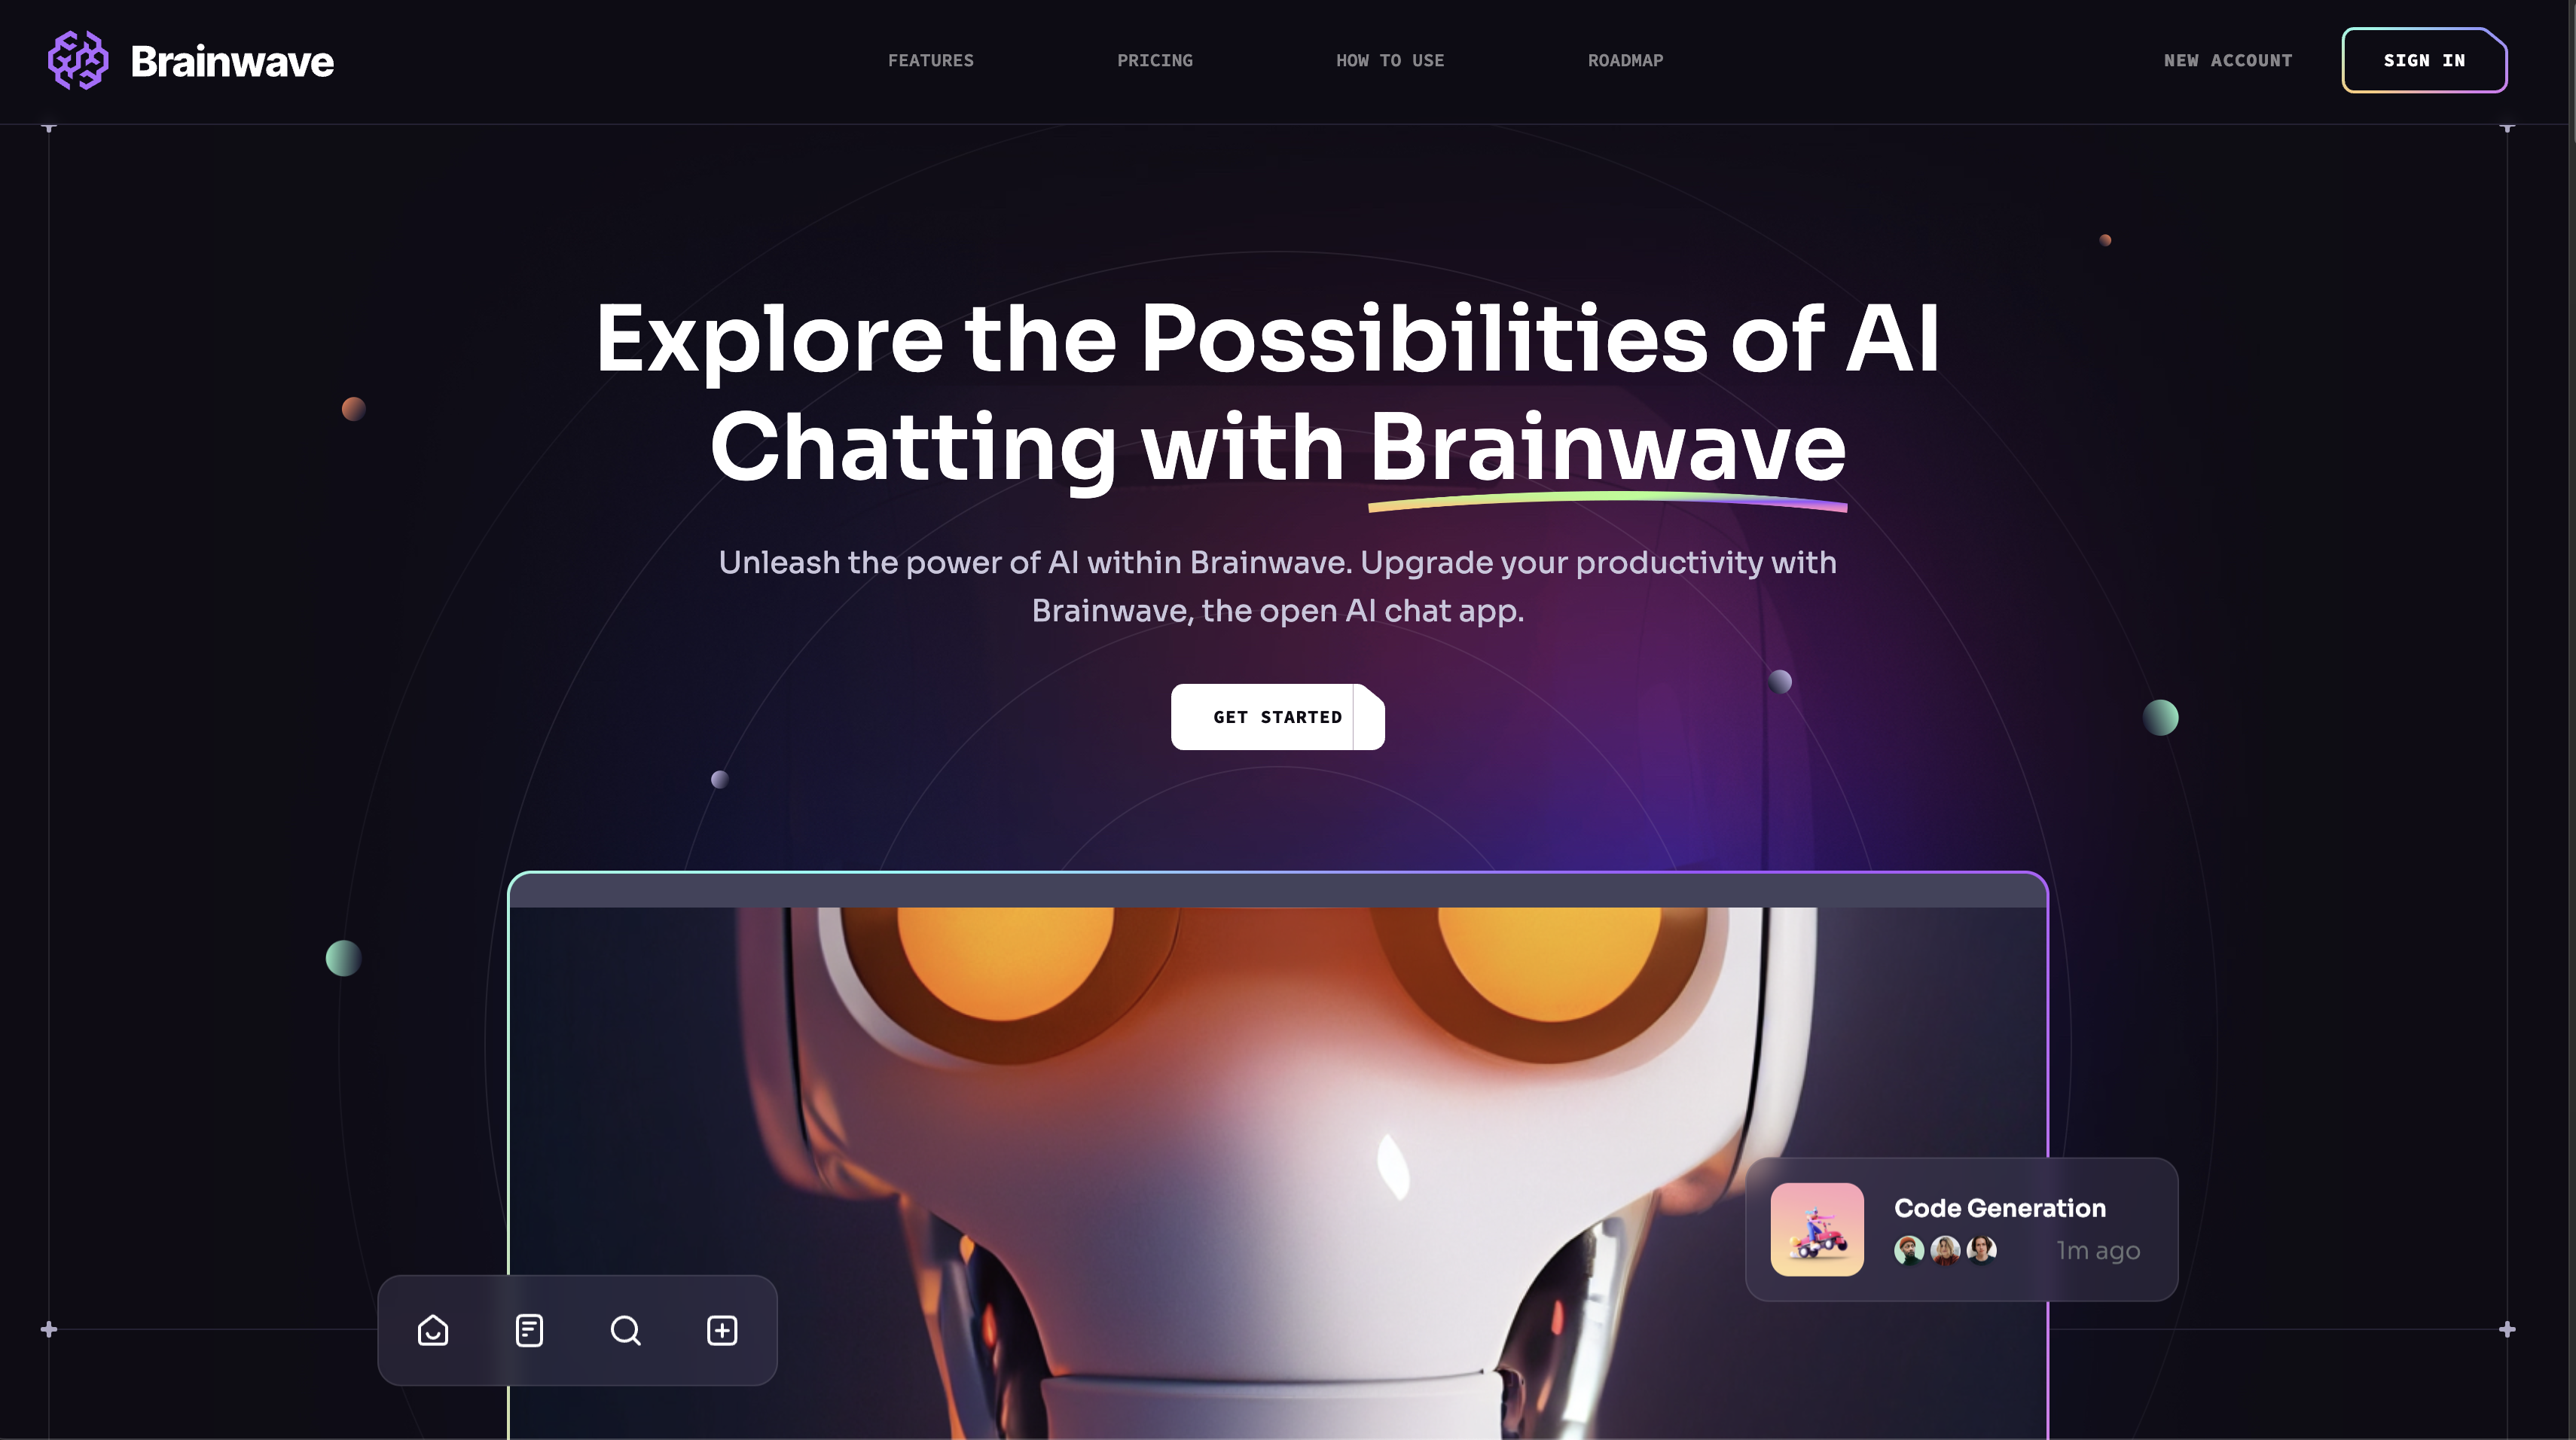 Brainwave
FEATURES
PRICING
HOW TO USE
ROADMAP
NEW ACCOUNT
SIGN IN
Explore the Possibilities of AI
Chatting with Brainwave
Unleash the power of AI within Brainwave. Upgrade your productivity with
Brainwave, the open AI chat app.
GET STARTED
Code Generation
1m ago